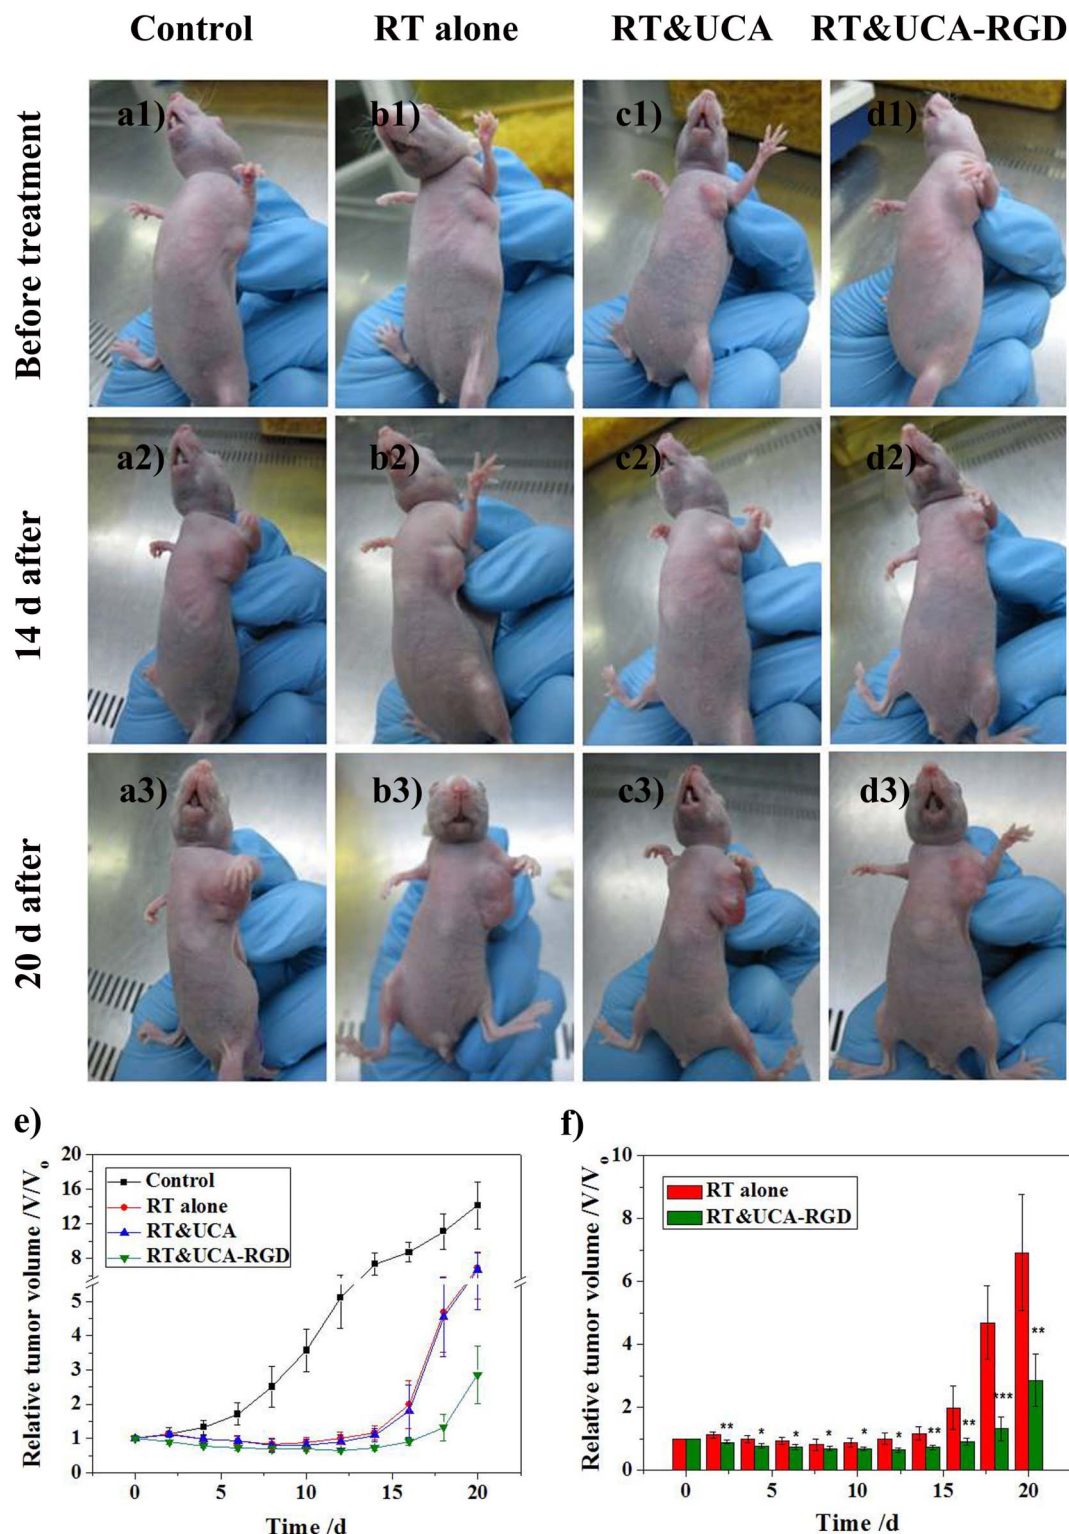 Control RT alone RT&UCA RT&UCA-RGD
Before treatment
a1) b1) c1) d1)
14 d after
a2) b2) c2) d2)
20 d after
a3) b3) c3) d3)
e)
Relative tumor volume /V/Vo
20
16
12
8
5
4
3
2
1
0
Control
RT alone
RT&UCA
RT&UCA-RGD
0 5 10 15 20
Time /d
f)
Relative tumor volume /V/Vo
10
8
6
4
2
0
RT alone
RT&UCA-RGD
** * * * * * ** ** *** **
0 5 10 15 20
Time /d